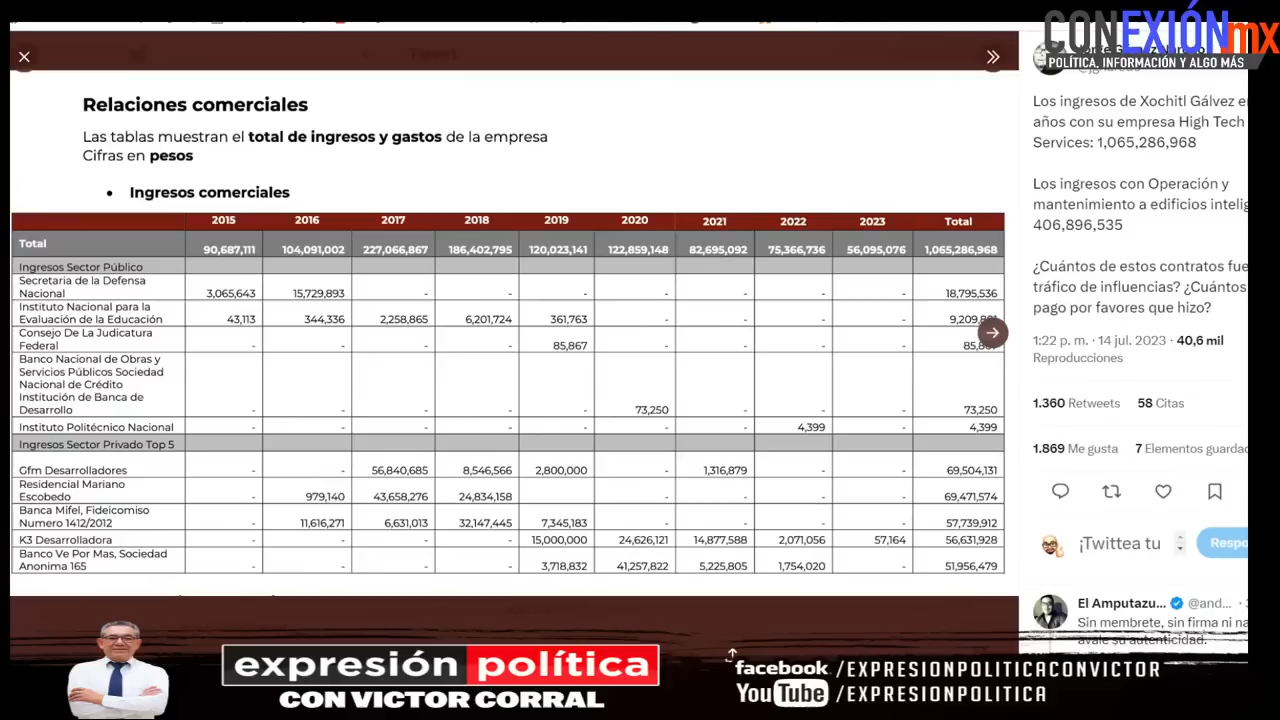 CONEXIÓNmx
POLÍTICA, INFORMACIÓN Y ALGO MÁS
Relaciones comerciales
Las tablas muestran el total de ingresos y gastos de la empresa
Cifras en pesos
• Ingresos comerciales
2015 2016 2017 2018 2019 2020 2021 2022 2023 Total
Total 90,687,111 104,091,002 227,066,867 186,402,795 120,023,141 122,859,148 82,695,092 75,366,736 56,095,076 1,065,286,968
Ingresos Sector Público
Secretaria de la Defensa
Nacional 3,065,643 15,729,893 - - - - - - - 18,795,536
Instituto Nacional para la
Evaluación de la Educación 43,113 344,336 2,258,865 6,201,724 361,763 - - - -
Consejo De La Judicatura
Federal - - - - 85,867 - - - -
Banco Nacional de Obras y
Servicios Públicos Sociedad
Nacional de Crédito
Institución de Banca de
Desarrollo - - - - - 73,250 - - - 73,250
Instituto Politécnico Nacional - - - - - - - 4,399 - 4,399
Ingresos Sector Privado Top 5
Gfm Desarrolladores - - 56,840,685 8,546,566 2,800,000 - 1,316,879 - - 69,504,131
Residencial Mariano
Escobedo - 979,140 43,658,276 24,834,158 - - - - - 69,471,574
Banca Mifel, Fideicomiso
Numero 1412/2012 - 11,616,271 6,631,013 32,147,445 7,345,183 - - - - 57,739,912
K3 Desarrolladora - - - - 15,000,000 24,626,121 14,877,588 2,071,056 57,164 56,631,928
Banco Ve Por Mas, Sociedad
Anonima 165 - - - - 3,718,832 41,257,822 5,225,805 1,754,020 - 51,956,479
Los ingresos de Xochitl Gálvez en
años con su empresa High Tech
Services: 1,065,286,968
Los ingresos con Operación y
mantenimiento a edificios intelig
406,896,535
¿Cuántos de estos contratos fue
tráfico de influencias? ¿Cuántos
pago por favores que hizo?
1:22 p. m. · 14 jul. 2023 · 40,6 mil
Reproducciones
1.360 Retweets 58 Citas
1.869 Me gusta 7 Elementos guardad
¡Twittea tu Respo
El Amputazu... @and... ·
Sin membrete, sin firma ni na
avale su autenticidad.
expresión política
CON VICTOR CORRAL
facebook /EXPRESIONPOLITICACONVICTOR
YouTube /EXPRESIONPOLITICA